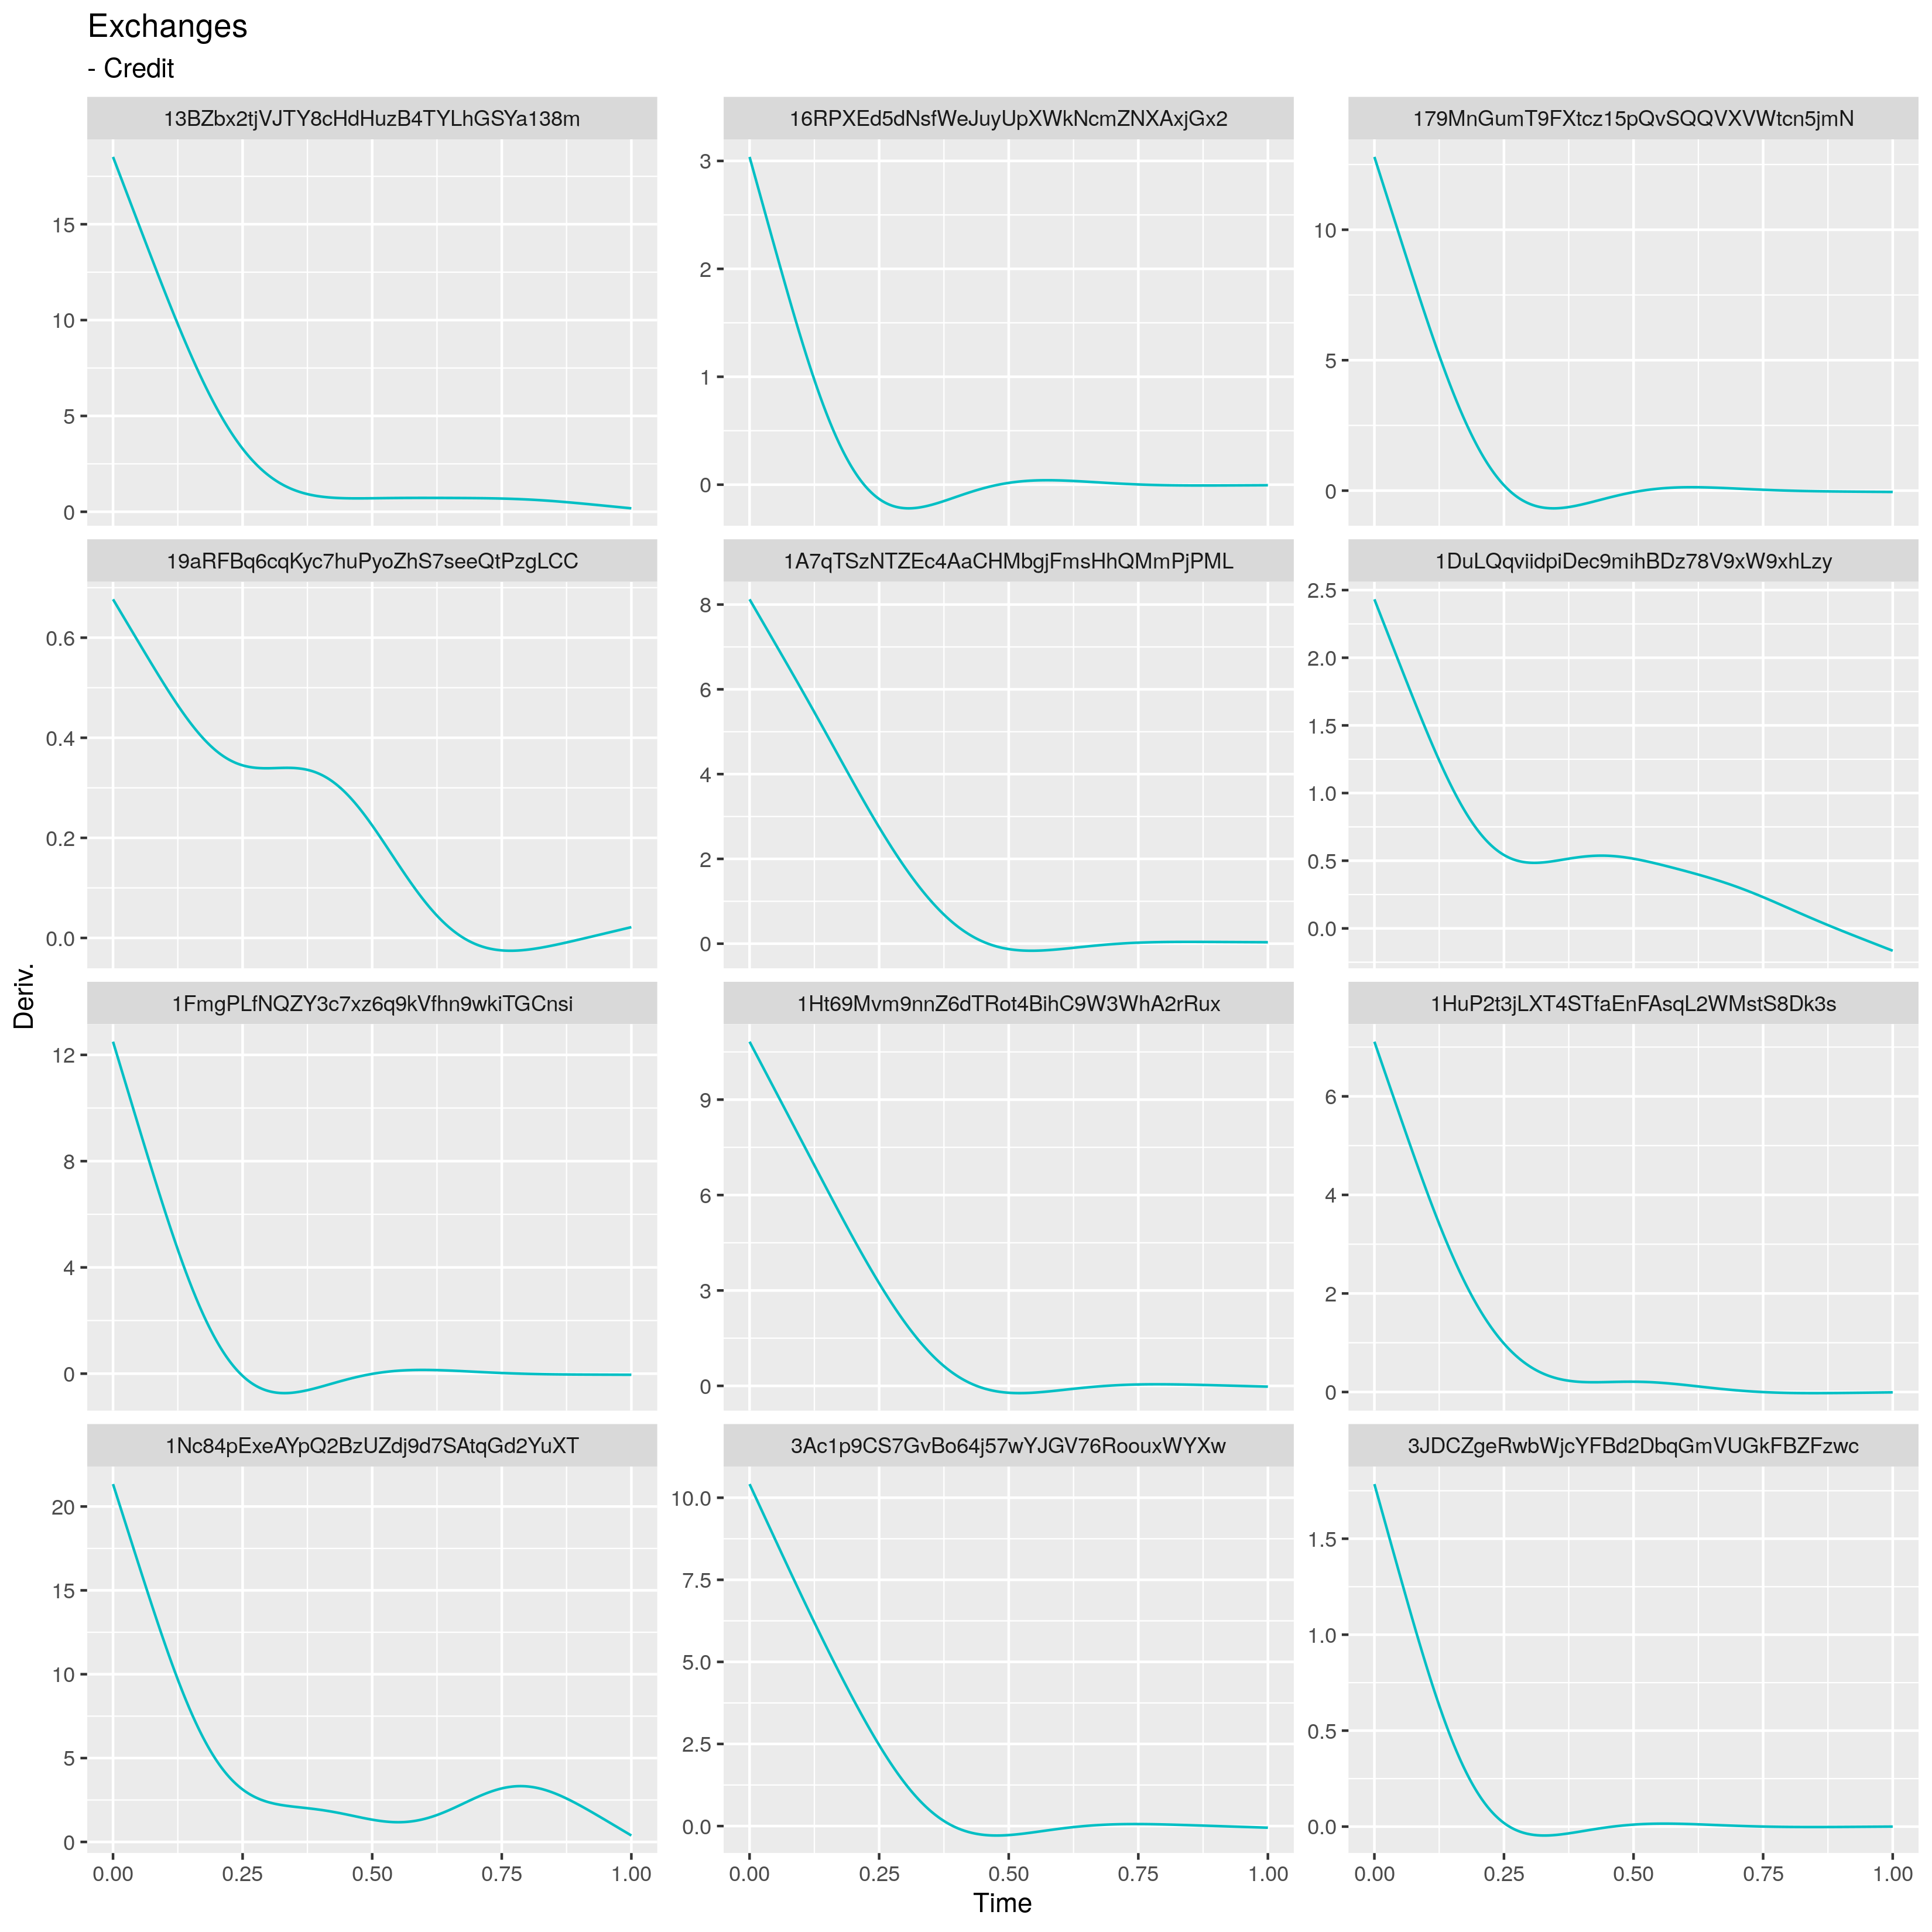 Exchanges
- Credit
13BZbx2tjVJTY8cHdHuzB4TYLhGSYa138m
16RPXEd5dNsfWeJuyUpXWkNcmZNXAxjGx2
179MnGumT9FXtcz15pQvSQQVXVWtcn5jmN
15
10
5
0
3
2
1
0
10
5
0
19aRFBq6cqKyc7huPyoZhS7seeQtPzgLCC
1A7qTSzNTZEc4AaCHMbgjFmsHhQMmPjPML
1DuLQqviidpiDec9mihBDz78V9xW9xhLzy
0.6
0.4
0.2
0.0
8
6
4
2
0
2.5
2.0
1.5
1.0
0.5
0.0
Deriv.
1FmgPLfNQZY3c7xz6q9kVfhn9wkiTGCnsi
1Ht69Mvm9nnZ6dTRot4BihC9W3WhA2rRux
1HuP2t3jLXT4STfaEnFAsqL2WMstS8Dk3s
12
8
4
0
9
6
3
0
6
4
2
0
1Nc84pExeAYpQ2BzUZdj9d7SAtqGd2YuXT
3Ac1p9CS7GvBo64j57wYJGV76RoouxWYXw
3JDCZgeRwbWjcYFBd2DbqGmVUGkFBZFzwc
20
15
10
5
0
10.0
7.5
5.0
2.5
0.0
1.5
1.0
0.5
0.0
0.00 0.25 0.50 0.75 1.00
0.00 0.25 0.50 0.75 1.00
0.00 0.25 0.50 0.75 1.00
Time